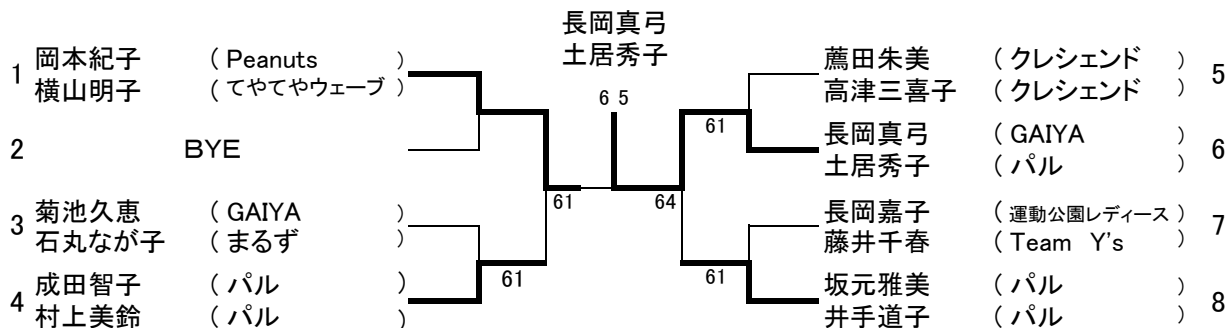 長岡真弓
土居秀子
1 岡本紀子 ( Peanuts )
横山明子 ( てやてやウェーブ )
2 BYE
3 菊池久恵 ( GAIYA )
石丸なが子 ( まるず )
4 成田智子 ( パル )
村上美鈴 ( パル )
61
61
6 5
64
61
61
薦田朱美 ( クレシェンド ) 5
高津三喜子 ( クレシェンド )
長岡真弓 ( GAIYA ) 6
土居秀子 ( パル )
長岡嘉子 ( 運動公園レディース ) 7
藤井千春 ( Team Y's )
坂元雅美 ( パル ) 8
井手道子 ( パル )